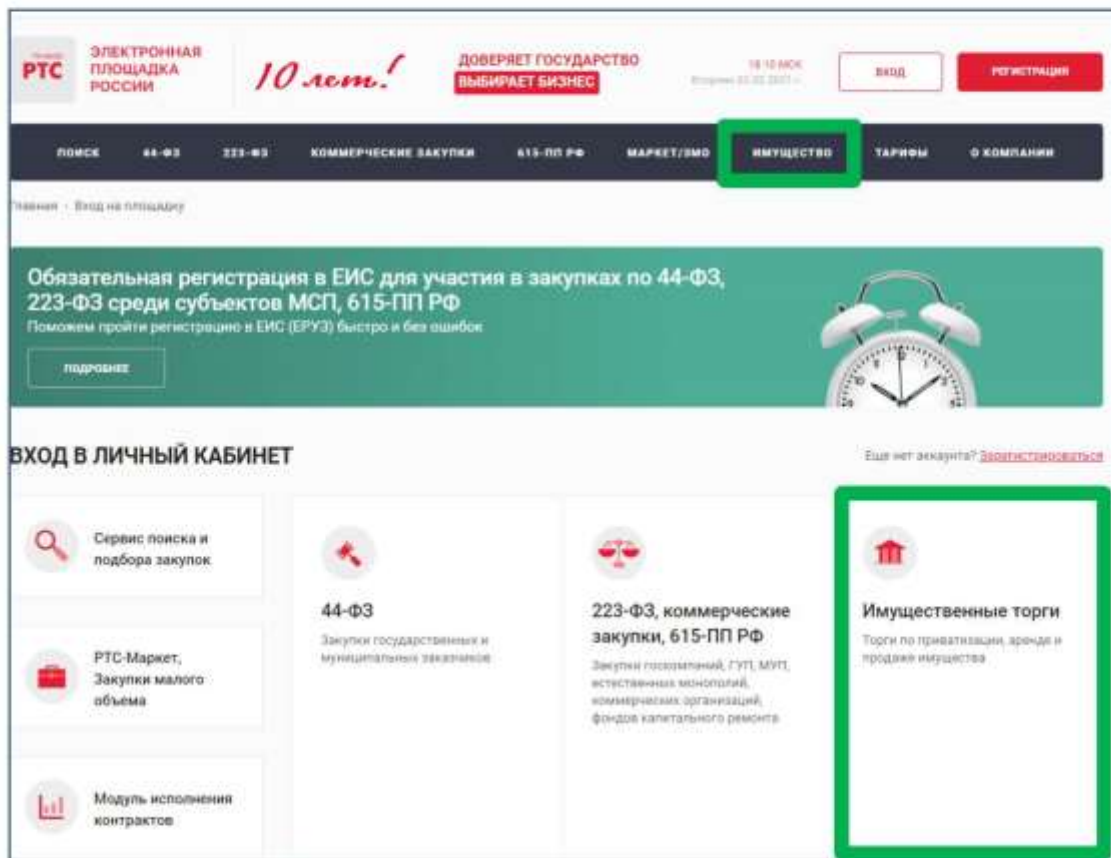 РТС
ЭЛЕКТРОННАЯ
ПЛОЩАДКА
РОССИИ
10 лет!
ДОВЕРЯЕТ ГОСУДАРСТВО
ВЫБИРАЕТ БИЗНЕС
МСК
ВХОД
РЕГИСТРАЦИЯ
ПОИСК 44-ФЗ 223-ФЗ КОММЕРЧЕСКИЕ ЗАКУПКИ 615-ПП РФ МАРКЕТ/ЗМО ИМУЩЕСТВО ТАРИФЫ О КОМПАНИИ
Главная - Вход на площадку
Обязательная регистрация в ЕИС для участия в закупках по 44-ФЗ,
223-ФЗ среди субъектов МСП, 615-ПП РФ
Поможем пройти регистрацию в ЕИС (ЕРУЗ) быстро и без ошибок
ПОДРОБНЕЕ
ВХОД В ЛИЧНЫЙ КАБИНЕТ
Еще нет аккаунта? Зарегистрироваться
Сервис поиска и
подбора закупок
РТС-Маркет,
Закупки малого
объема
Модуль исполнения
контрактов
44-ФЗ
Закупки государственных и
муниципальных заказчиков
223-ФЗ, коммерческие
закупки, 615-ПП РФ
Закупки госкомпаний, ГУП, МУП,
естественных монополий,
коммерческих организаций,
фондов капитального ремонта
Имущественные торги
Торги по приватизации, аренде и
продаже имущества